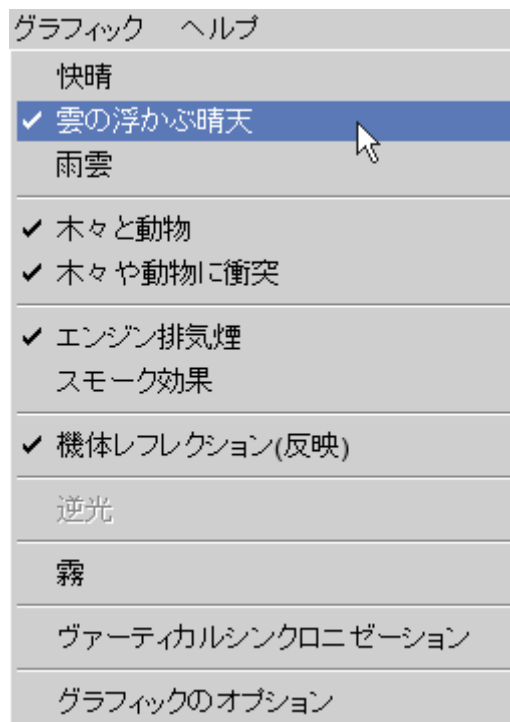 グラフィック ヘルプ
快晴
雲の浮かぶ晴天
雨雲
木々と動物
木々や動物に衝突
エンジン排気煙
スモーク効果
機体レフレクション(反映)
逆光
霧
ヴァーティカルシンクロニゼーション
グラフィックのオプション